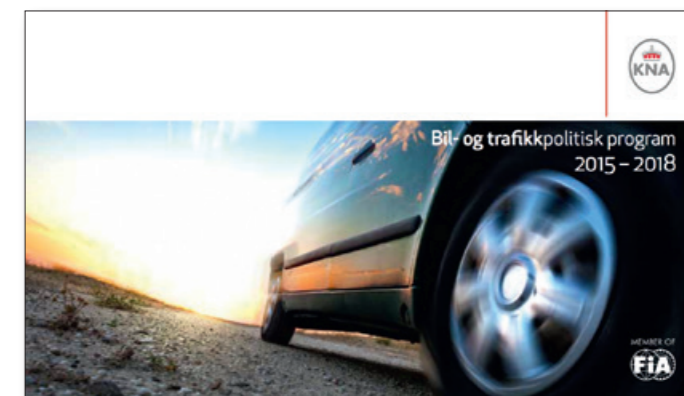 KNA
Bil- og trafikkpolitisk program
2015 – 2018
MEMBER OF
FiA